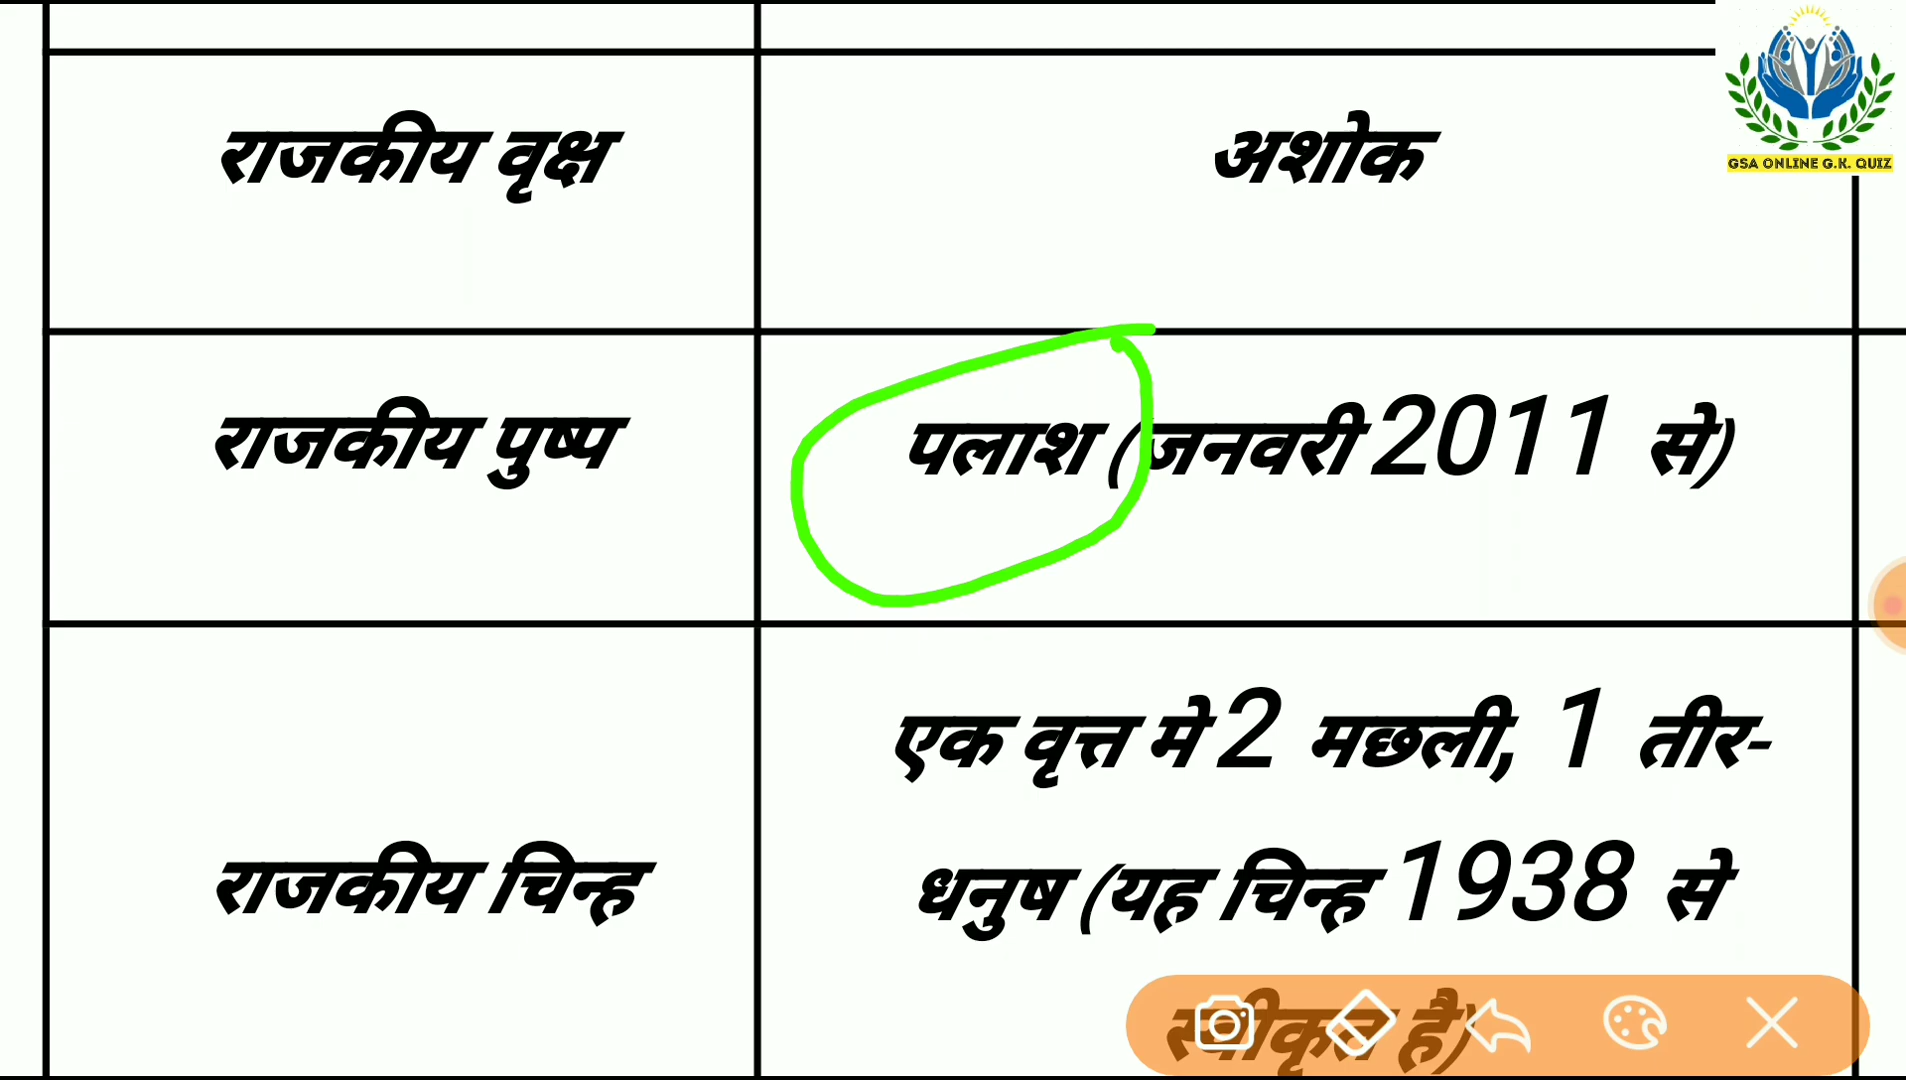 GSA ONLINE G.K. QUIZ
राजकीय वृक्ष
अशोक
राजकीय पुष्प
पलाश (जनवरी 2011 से)
राजकीय चिन्ह
एक वृत्त मे 2 मछली, 1 तीर-
धनुष (यह चिन्ह 1938 से
स्वीकृत है)